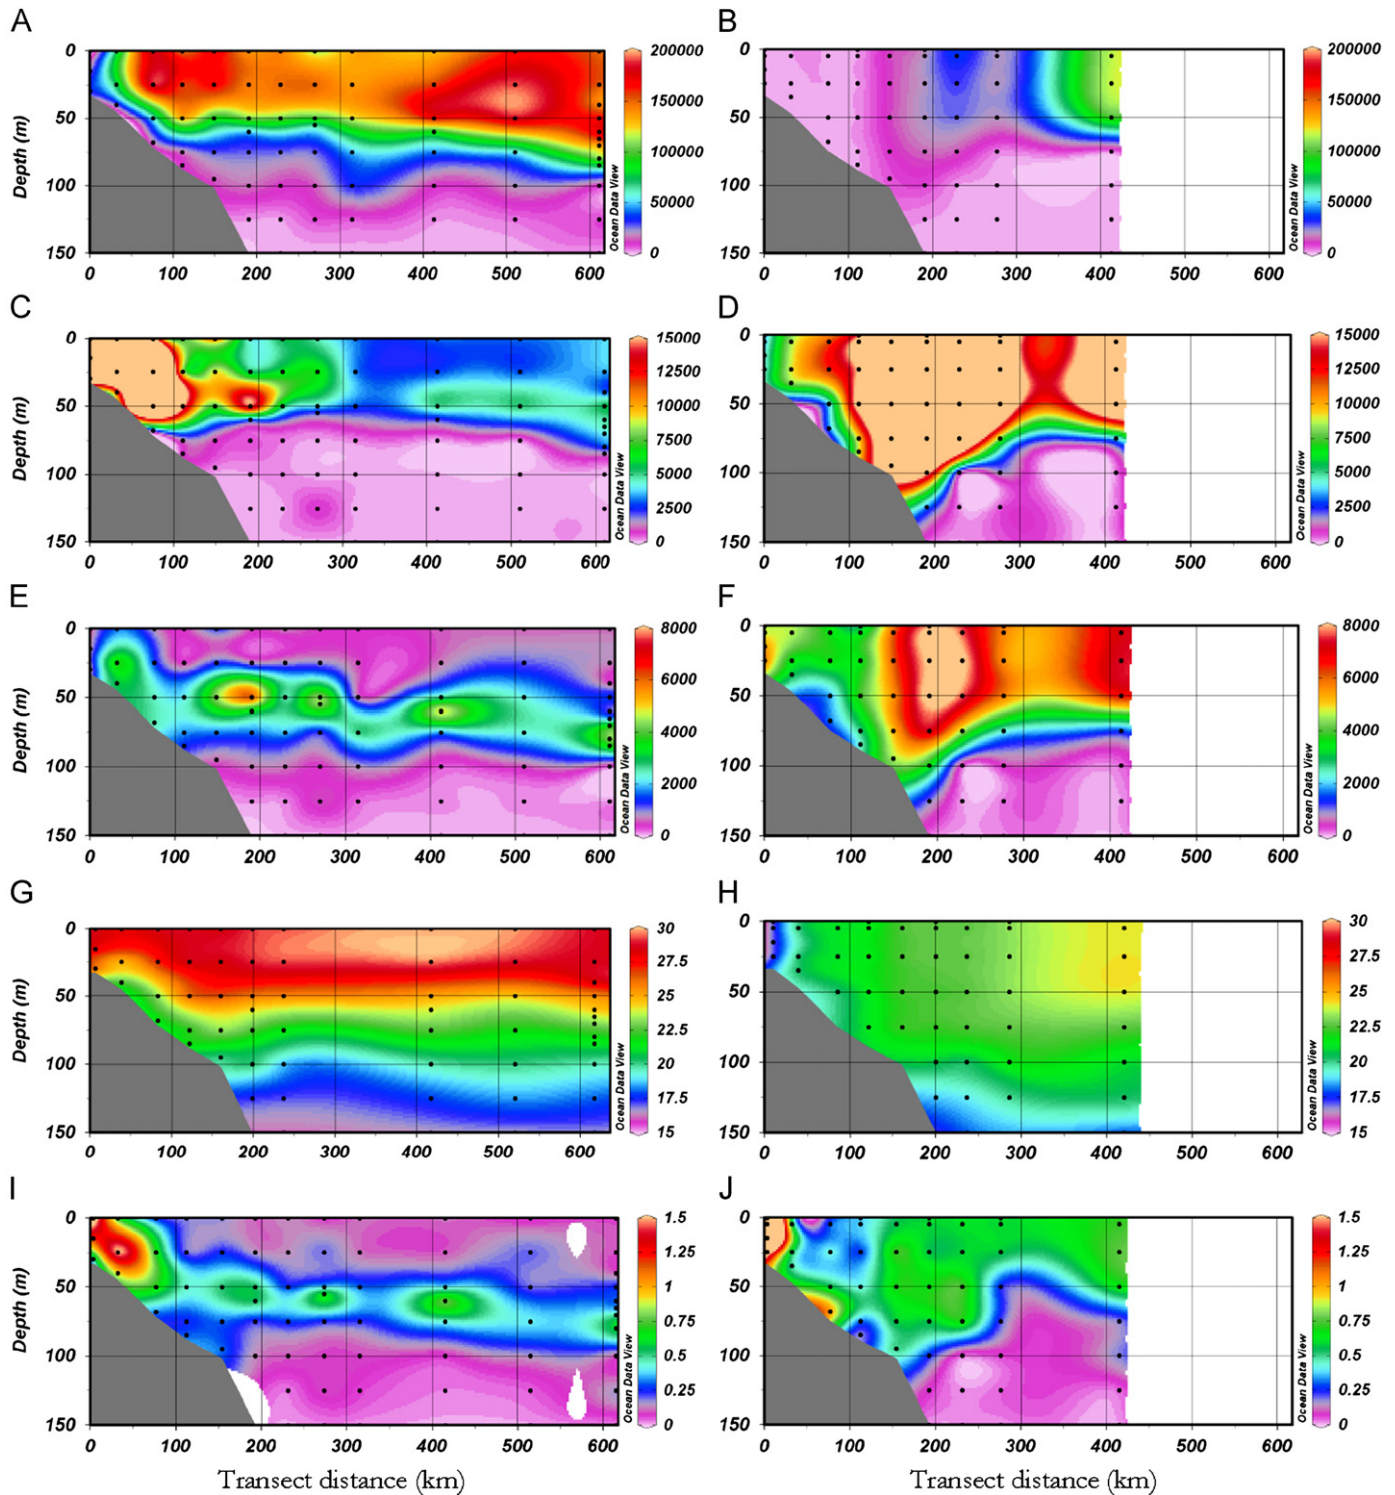 A
B
0
50
100
150
Depth (m)
0 100 200 300 400 500 600
Ocean Data View
200000
150000
100000
50000
0
0
50
100
150
0 100 200 300 400 500 600
Ocean Data View
200000
150000
100000
50000
0
C
D
0
50
100
150
Depth (m)
0 100 200 300 400 500 600
Ocean Data View
15000
12500
10000
7500
5000
2500
0
0
50
100
150
0 100 200 300 400 500 600
Ocean Data View
15000
12500
10000
7500
5000
2500
0
E
F
0
50
100
150
Depth (m)
0 100 200 300 400 500 600
Ocean Data View
8000
6000
4000
2000
0
0
50
100
150
0 100 200 300 400 500 600
Ocean Data View
8000
6000
4000
2000
0
G
H
0
50
100
150
Depth (m)
0 100 200 300 400 500 600
Ocean Data View
30
27.5
25
22.5
20
17.5
15
0
50
100
150
0 100 200 300 400 500 600
Ocean Data View
30
27.5
25
22.5
20
17.5
15
I
J
0
50
100
150
Depth (m)
0 100 200 300 400 500 600
Ocean Data View
1.5
1.25
1
0.75
0.5
0.25
0
0
50
100
150
0 100 200 300 400 500 600
Ocean Data View
1.5
1.25
1
0.75
0.5
0.25
0
Transect distance (km)
Transect distance (km)